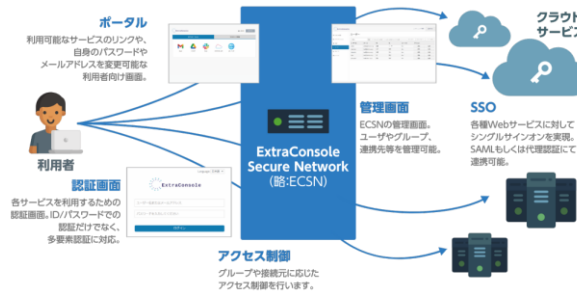 ポータル
利用可能なサービスのリンクや、
自身のパスワードや
メールアドレスを変更可能な
利用者向け画面。
クラウド
サービス
利用者
ExtraConsole
Secure Network
(略:ECSN)
管理画面
ECSNの管理画面。
ユーザやグループ、
連携先等を管理可能。
SSO
各種Webサービスに対して
シングルサインオンを実現。
SAMLもしくは代理認証にて
連携可能。
認証画面
各サービスを利用するための
認証画面。ID/パスワードでの
認証だけでなく、
多要素認証に対応。
ExtraConsole
ログイン
アクセス制御
グループや接続元に応じた
アクセス制御を行います。